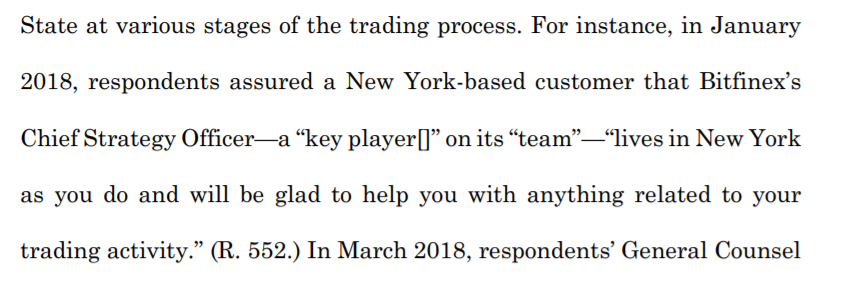 State at various stages of the trading process. For instance, in January
2018, respondents assured a New York-based customer that Bitfinex’s
Chief Strategy Officer—a “key player[]” on its “team”—“lives in New York
as you do and will be glad to help you with anything related to your
trading activity.” (R. 552.) In March 2018, respondents’ General Counsel